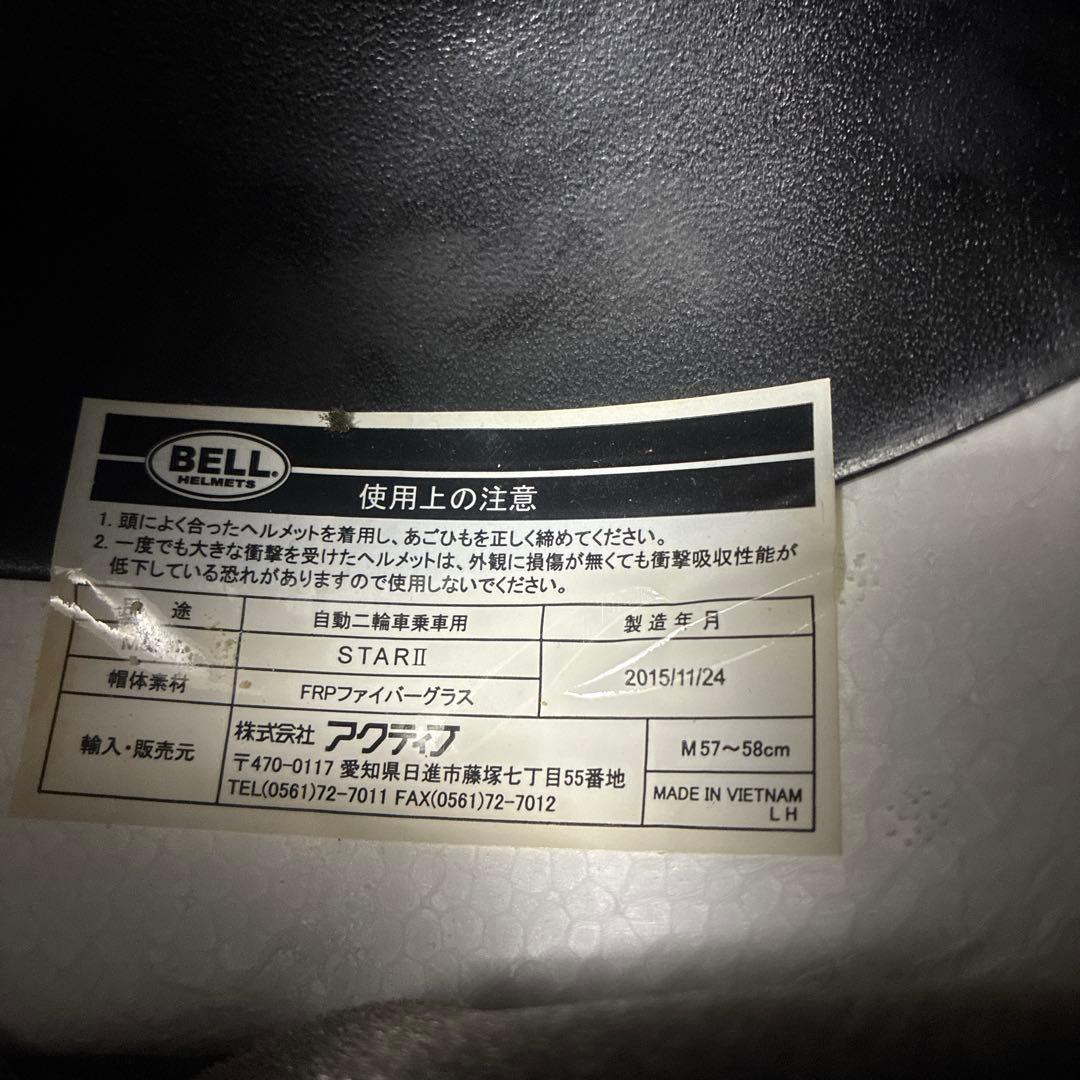 BELL
HELMETS
使用上の注意
1. 頭によく合ったヘルメットを着用し、あごひもを正しく締めてください。
2. 一度でも大きな衝撃を受けたヘルメットは、外観に損傷が無くても衝撃吸収性能が
低下している恐れがありますので使用しないでください。
途 自動二輪車乗車用 製造年月
STARⅡ 2015/11/24
帽体素材 FRPファイバーグラス
輸入・販売元 株式会社 アクティブ
〒470-0117 愛知県日進市藤塚七丁目55番地
TEL(0561)72-7011 FAX(0561)72-7012
M57～58cm
MADE IN VIETNAM
LH